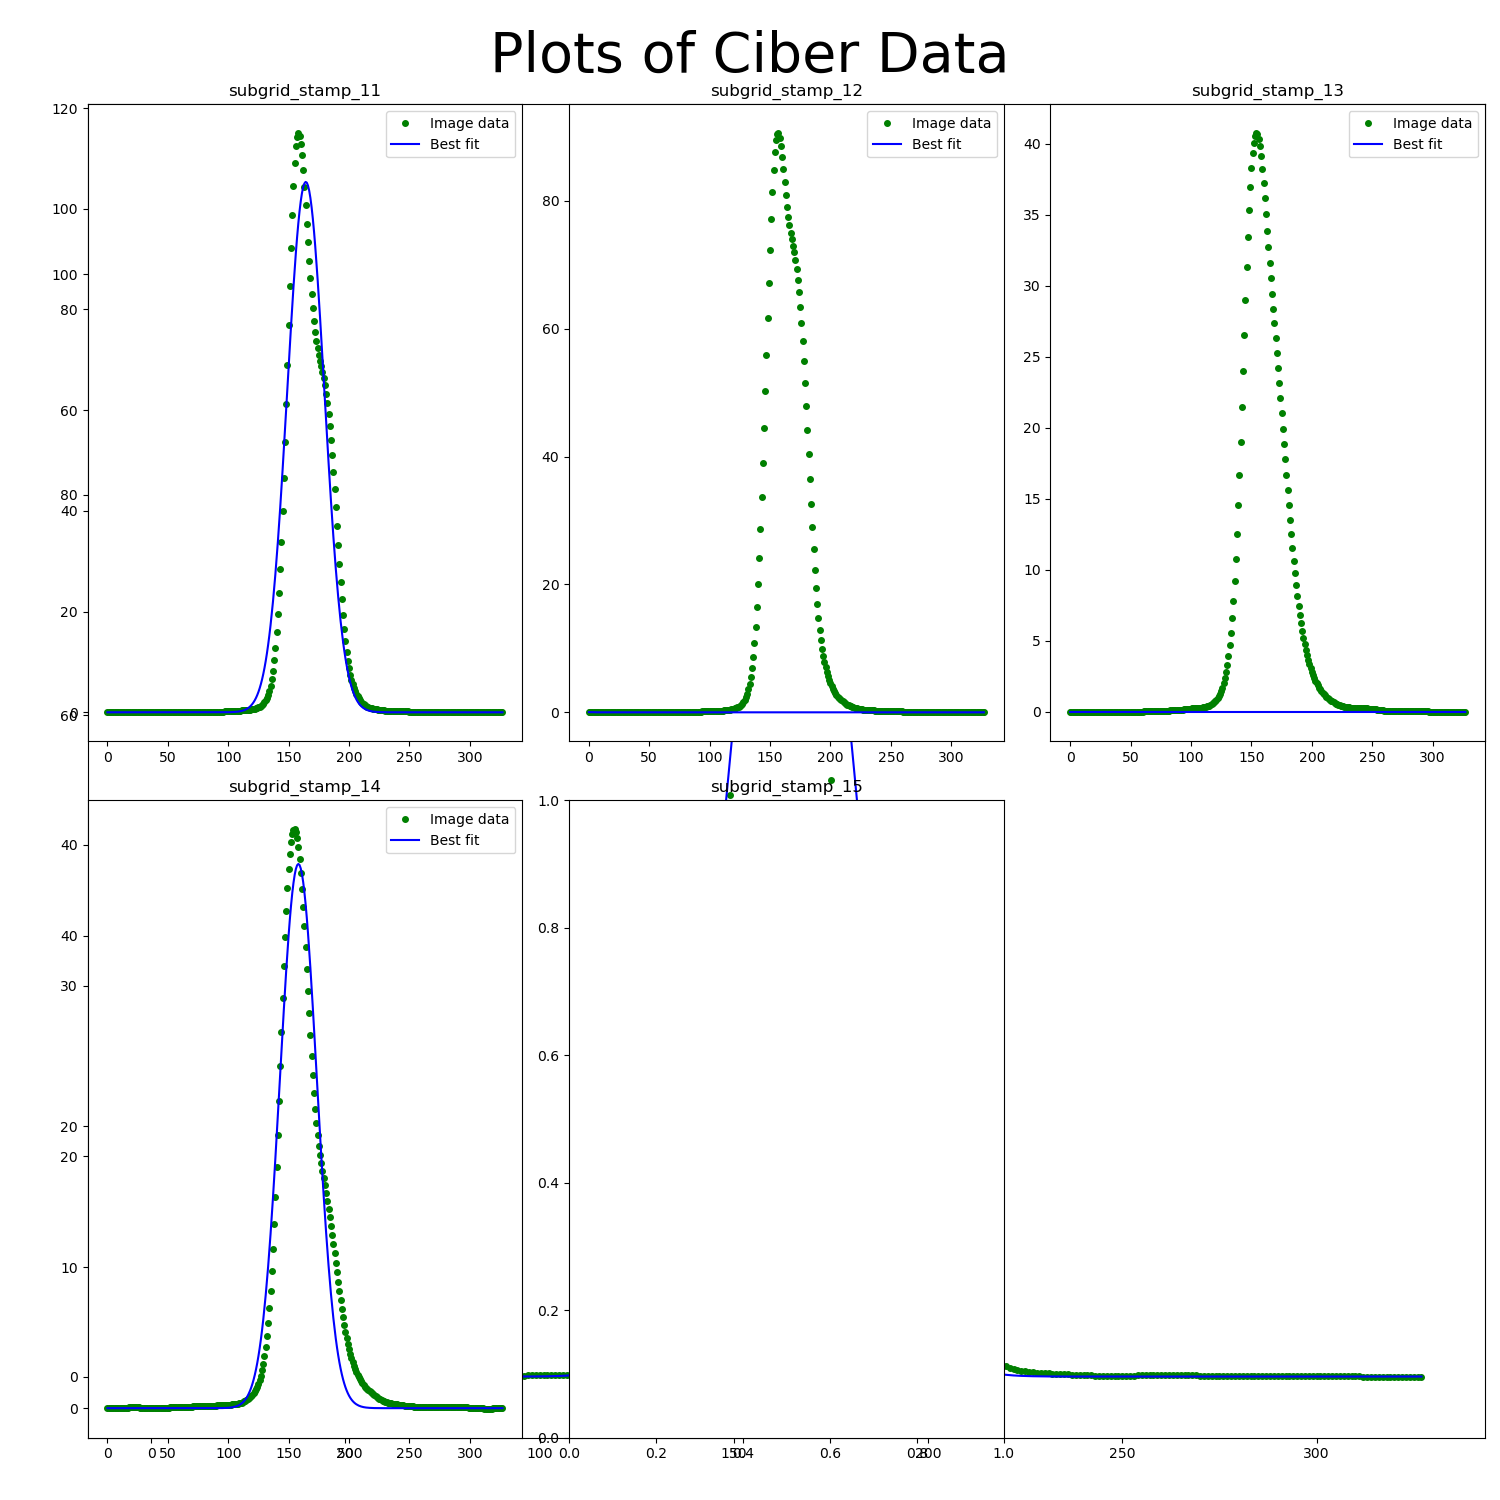 Plots of Ciber Data
subgrid_stamp_11
subgrid_stamp_12
subgrid_stamp_13
120
100
100
80
60
80
40
20
0
60
Image data
Best fit
0 50 100 150 200 250 300
80
60
40
20
0
Image data
Best fit
0 50 100 150 200 250 300
40
35
30
25
20
15
10
5
0
Image data
Best fit
0 50 100 150 200 250 300
subgrid_stamp_14
subgrid_stamp_15
40
40
30
20
20
10
0
0
Image data
Best fit
0 0 50 100 150 50 200 250 300
1.0
0.8
0.6
0.4
0.2
0.0
100 0.0 0.2 150 0.4 0.6 0.8 200 1.0 250 300